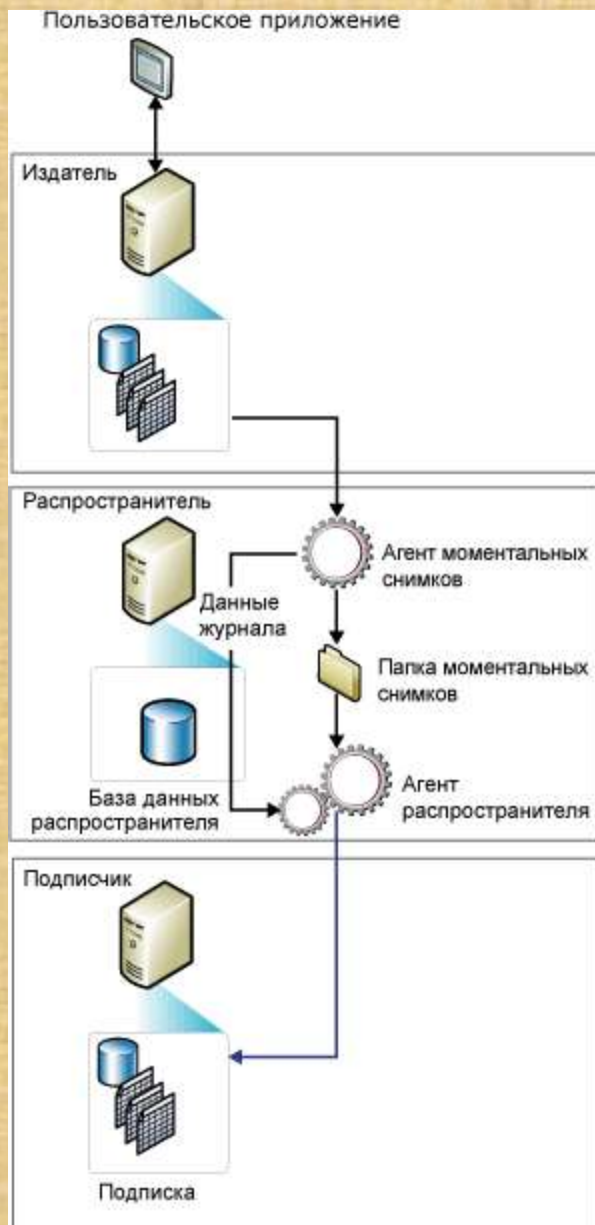 Пользовательское приложение
Издатель
Распространитель
Агент моментальных
снимков
Данные
журнала
Папка моментальных
снимков
База данных
распространителя
Агент
распространителя
Подписчик
Подписка